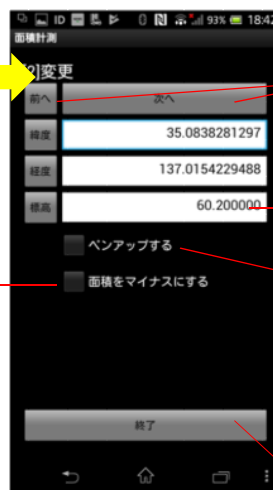 ID 93% 18:42
面積計測
2]変更
前へ 次へ
緯度 35.0838281297
経度 137.0154229488
標高 60.200000
ペンアップする
面積をマイナスにする
終了